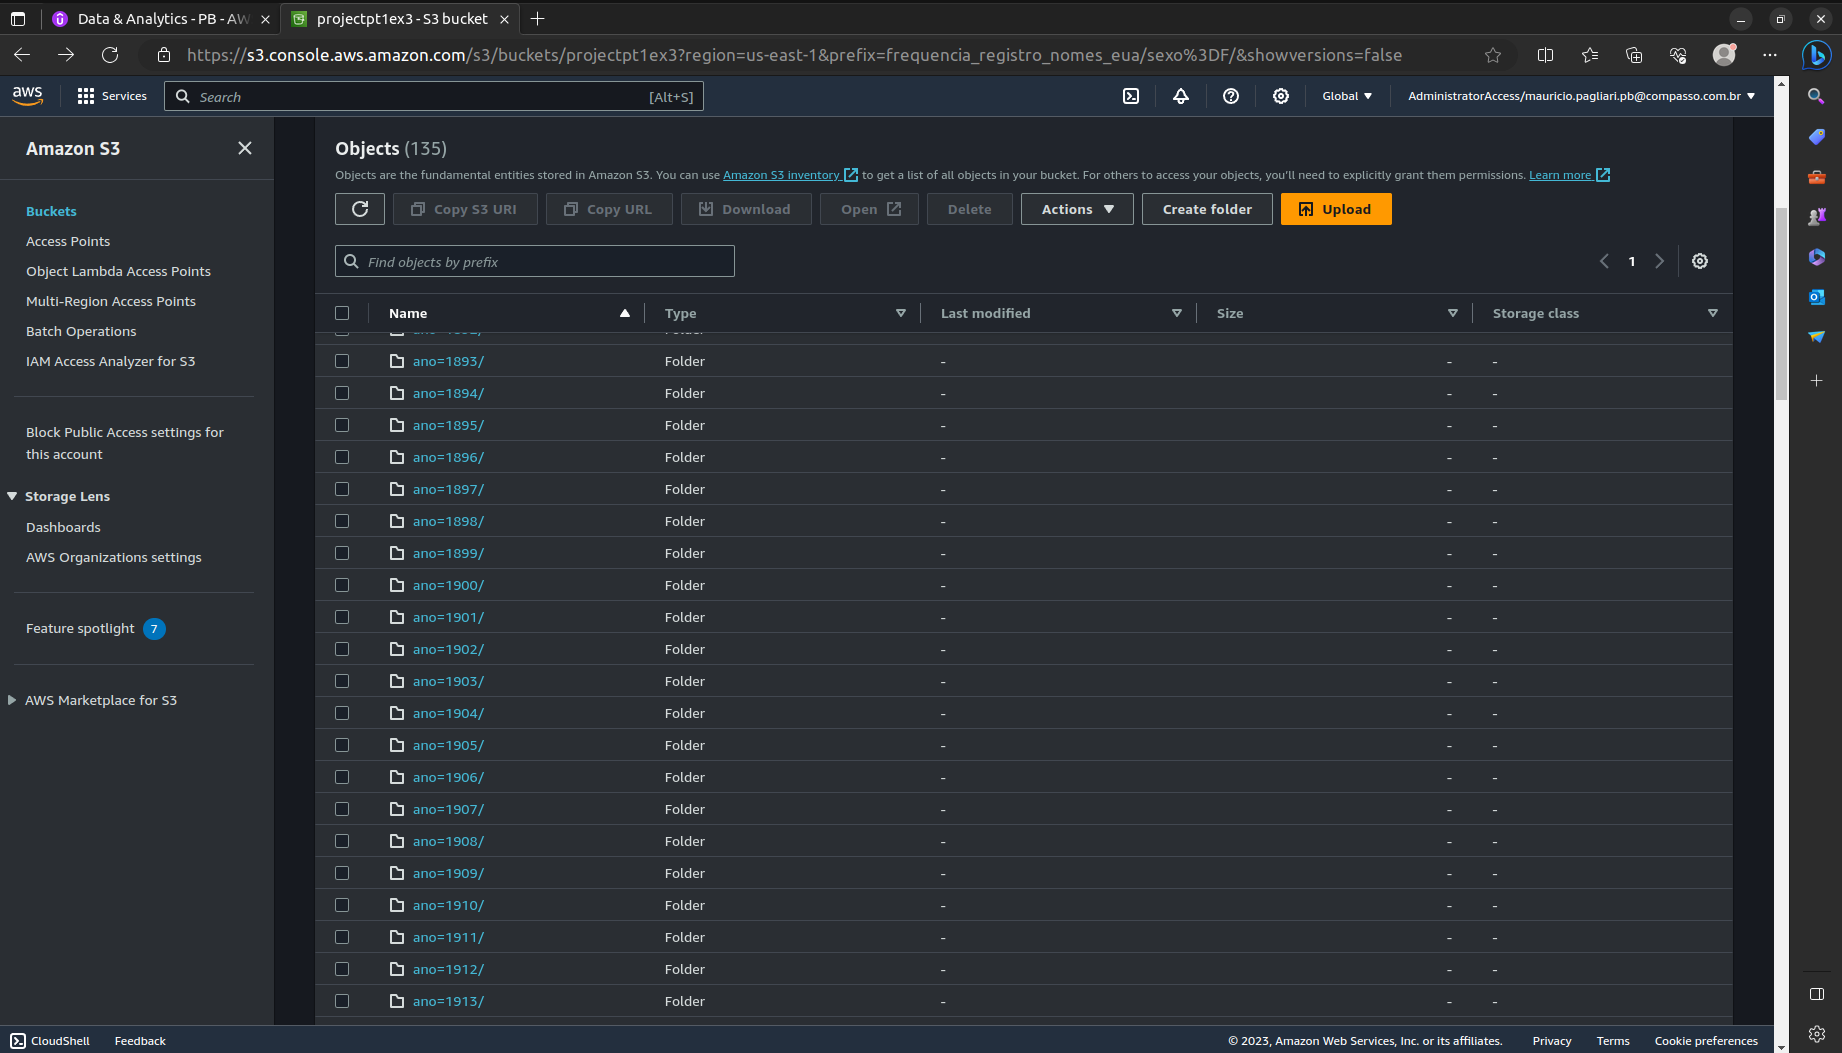 Data & Analytics - PB - AW
projectpt1ex3 - S3 bucket
https://s3.console.aws.amazon.com/s3/buckets/projectpt1ex3?region=us-east-1&prefix=frequencia_registro_nomes_eua/sexo%3DF/&showversions=false
aws
Services
Search
[Alt+S]
Global
AdministratorAccess/mauricio.pagliari.pb@compasso.com.br
Amazon S3
Buckets
Access Points
Object Lambda Access Points
Multi-Region Access Points
Batch Operations
IAM Access Analyzer for S3
Block Public Access settings for
this account
Storage Lens
Dashboards
AWS Organizations settings
Feature spotlight 7
AWS Marketplace for S3
Objects (135)
Objects are the fundamental entities stored in Amazon S3. You can use Amazon S3 inventory to get a list of all objects in your bucket. For others to access your objects, you'll need to explicitly grant them permissions. Learn more
Copy S3 URI Copy URL Download Open Delete Actions Create folder Upload
Find objects by prefix
1
Name Type Last modified Size Storage class
ano=1893/ Folder - - -
ano=1894/ Folder - - -
ano=1895/ Folder - - -
ano=1896/ Folder - - -
ano=1897/ Folder - - -
ano=1898/ Folder - - -
ano=1899/ Folder - - -
ano=1900/ Folder - - -
ano=1901/ Folder - - -
ano=1902/ Folder - - -
ano=1903/ Folder - - -
ano=1904/ Folder - - -
ano=1905/ Folder - - -
ano=1906/ Folder - - -
ano=1907/ Folder - - -
ano=1908/ Folder - - -
ano=1909/ Folder - - -
ano=1910/ Folder - - -
ano=1911/ Folder - - -
ano=1912/ Folder - - -
ano=1913/ Folder - - -
CloudShell Feedback
© 2023, Amazon Web Services, Inc. or its affiliates. Privacy Terms Cookie preferences